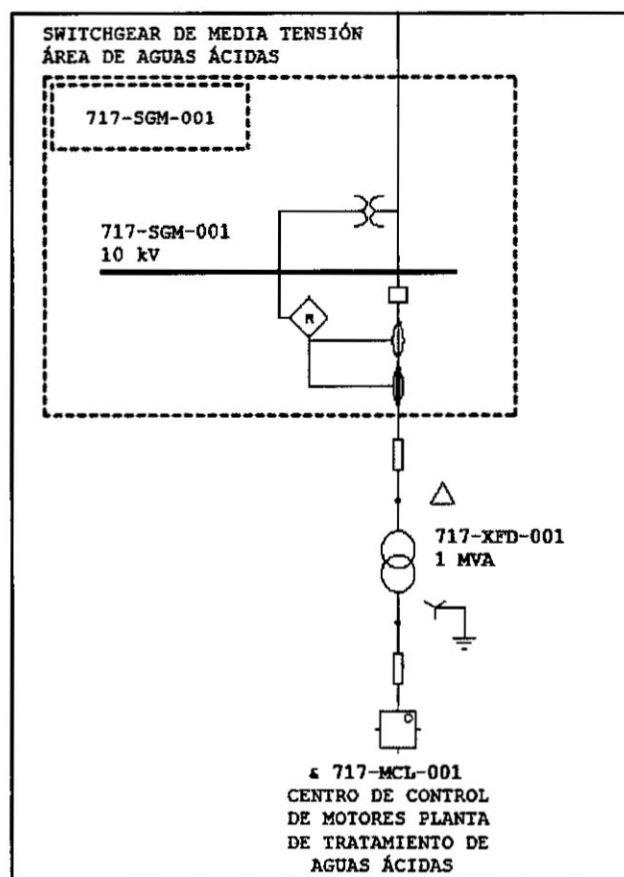 SWITCHGEAR DE MEDIA TENSIÓN
ÁREA DE AGUAS ÁCIDAS
717-SGM-001
717-SGM-001
10 kV
R
717-XFD-001
1 MVA
& 717-MCL-001
CENTRO DE CONTROL
DE MOTORES PLANTA
DE TRATAMIENTO DE
AGUAS ÁCIDAS